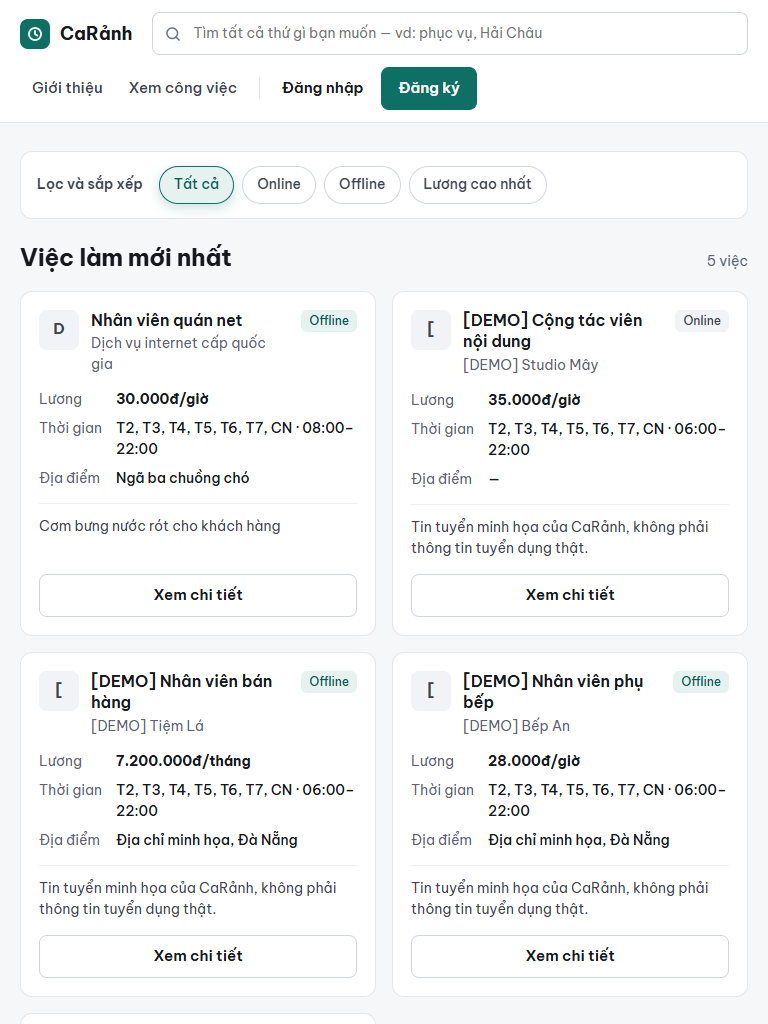 CaRảnh
Tìm tất cả thứ gì bạn muốn — vd: phục vụ, Hải Châu
Giới thiệu
Xem công việc
Đăng nhập
Đăng ký
Lọc và sắp xếp
Tất cả
Online
Offline
Lương cao nhất
Việc làm mới nhất
5 việc
D
Nhân viên quán net
Offline
Dịch vụ internet cấp quốc
gia
Lương 30.000đ/giờ
Thời gian T2, T3, T4, T5, T6, T7, CN · 08:00–
22:00
Địa điểm Ngã ba chuồng chó
Cơm bưng nước rót cho khách hàng
Xem chi tiết
[
[DEMO] Cộng tác viên
nội dung
Online
[DEMO] Studio Mây
Lương 35.000đ/giờ
Thời gian T2, T3, T4, T5, T6, T7, CN · 06:00–
22:00
Địa điểm —
Tin tuyển minh họa của CaRảnh, không phải
thông tin tuyển dụng thật.
Xem chi tiết
[
[DEMO] Nhân viên bán
hàng
Offline
[DEMO] Tiệm Lá
Lương 7.200.000đ/tháng
Thời gian T2, T3, T4, T5, T6, T7, CN · 06:00–
22:00
Địa điểm Địa chỉ minh họa, Đà Nẵng
Tin tuyển minh họa của CaRảnh, không phải
thông tin tuyển dụng thật.
Xem chi tiết
[
[DEMO] Nhân viên phụ
bếp
Offline
[DEMO] Bếp An
Lương 28.000đ/giờ
Thời gian T2, T3, T4, T5, T6, T7, CN · 06:00–
22:00
Địa điểm Địa chỉ minh họa, Đà Nẵng
Tin tuyển minh họa của CaRảnh, không phải
thông tin tuyển dụng thật.
Xem chi tiết